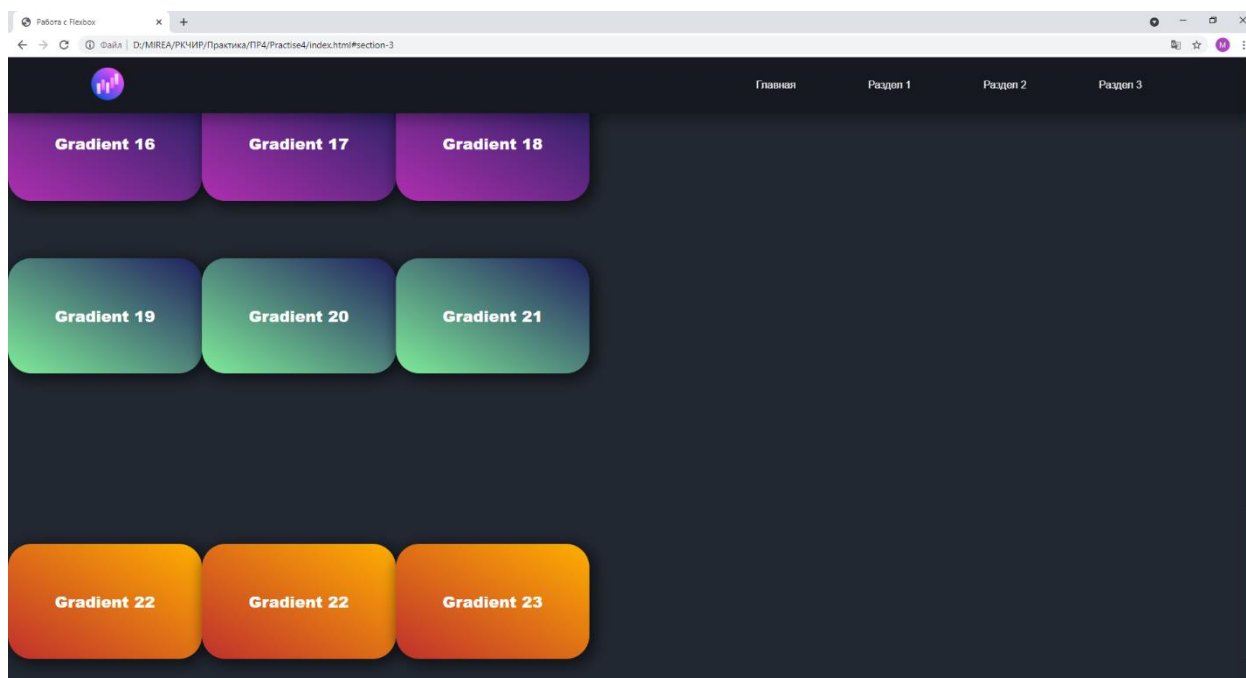 Работа с Flexbox
Файл | D:/MIREA/РКЧИР/Практика/ПР4/Practise4/index.html#section-3
M
Главная Раздел 1 Раздел 2 Раздел 3
Gradient 16 Gradient 17 Gradient 18
Gradient 19 Gradient 20 Gradient 21
Gradient 22 Gradient 22 Gradient 23